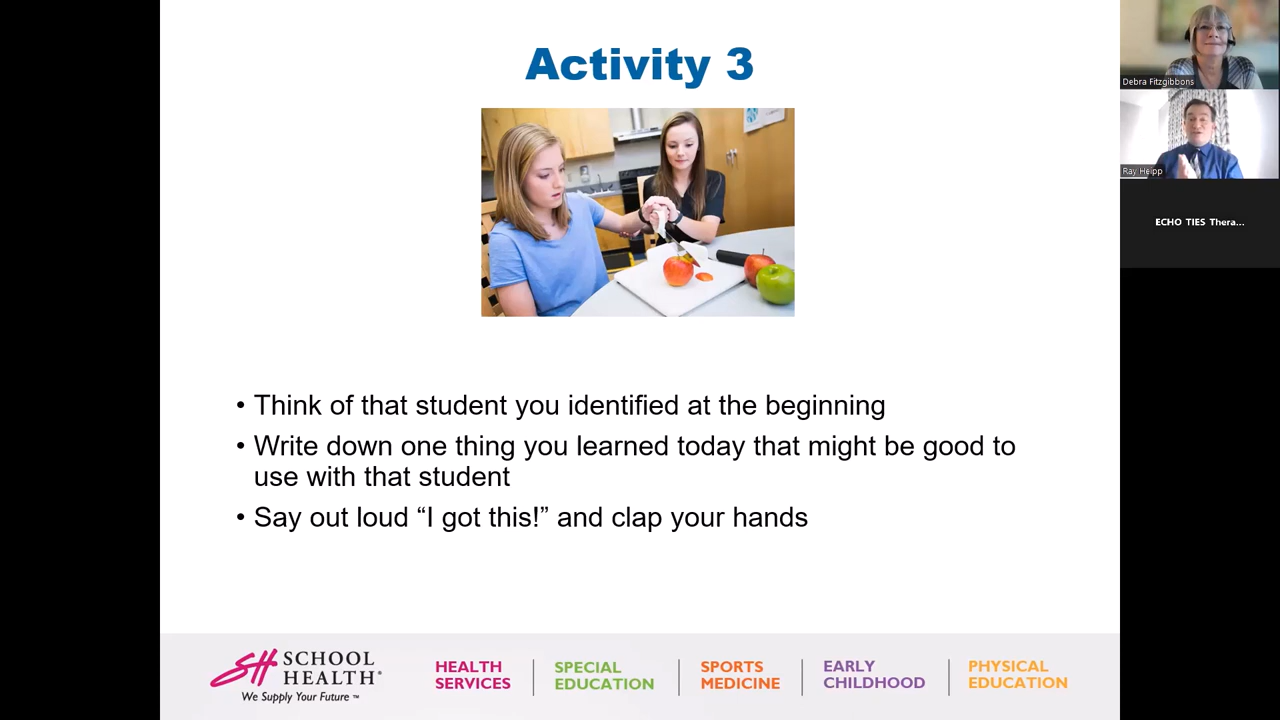 Activity 3
• Think of that student you identified at the beginning
• Write down one thing you learned today that might be good to
use with that student
• Say out loud “I got this!” and clap your hands
SH SCHOOL
HEALTH®
We Supply Your Future ™
HEALTH
SERVICES
SPECIAL
EDUCATION
SPORTS
MEDICINE
EARLY
CHILDHOOD
PHYSICAL
EDUCATION
Debra Fitzgibbons
Ray Heipp
ECHO TIES Thera...